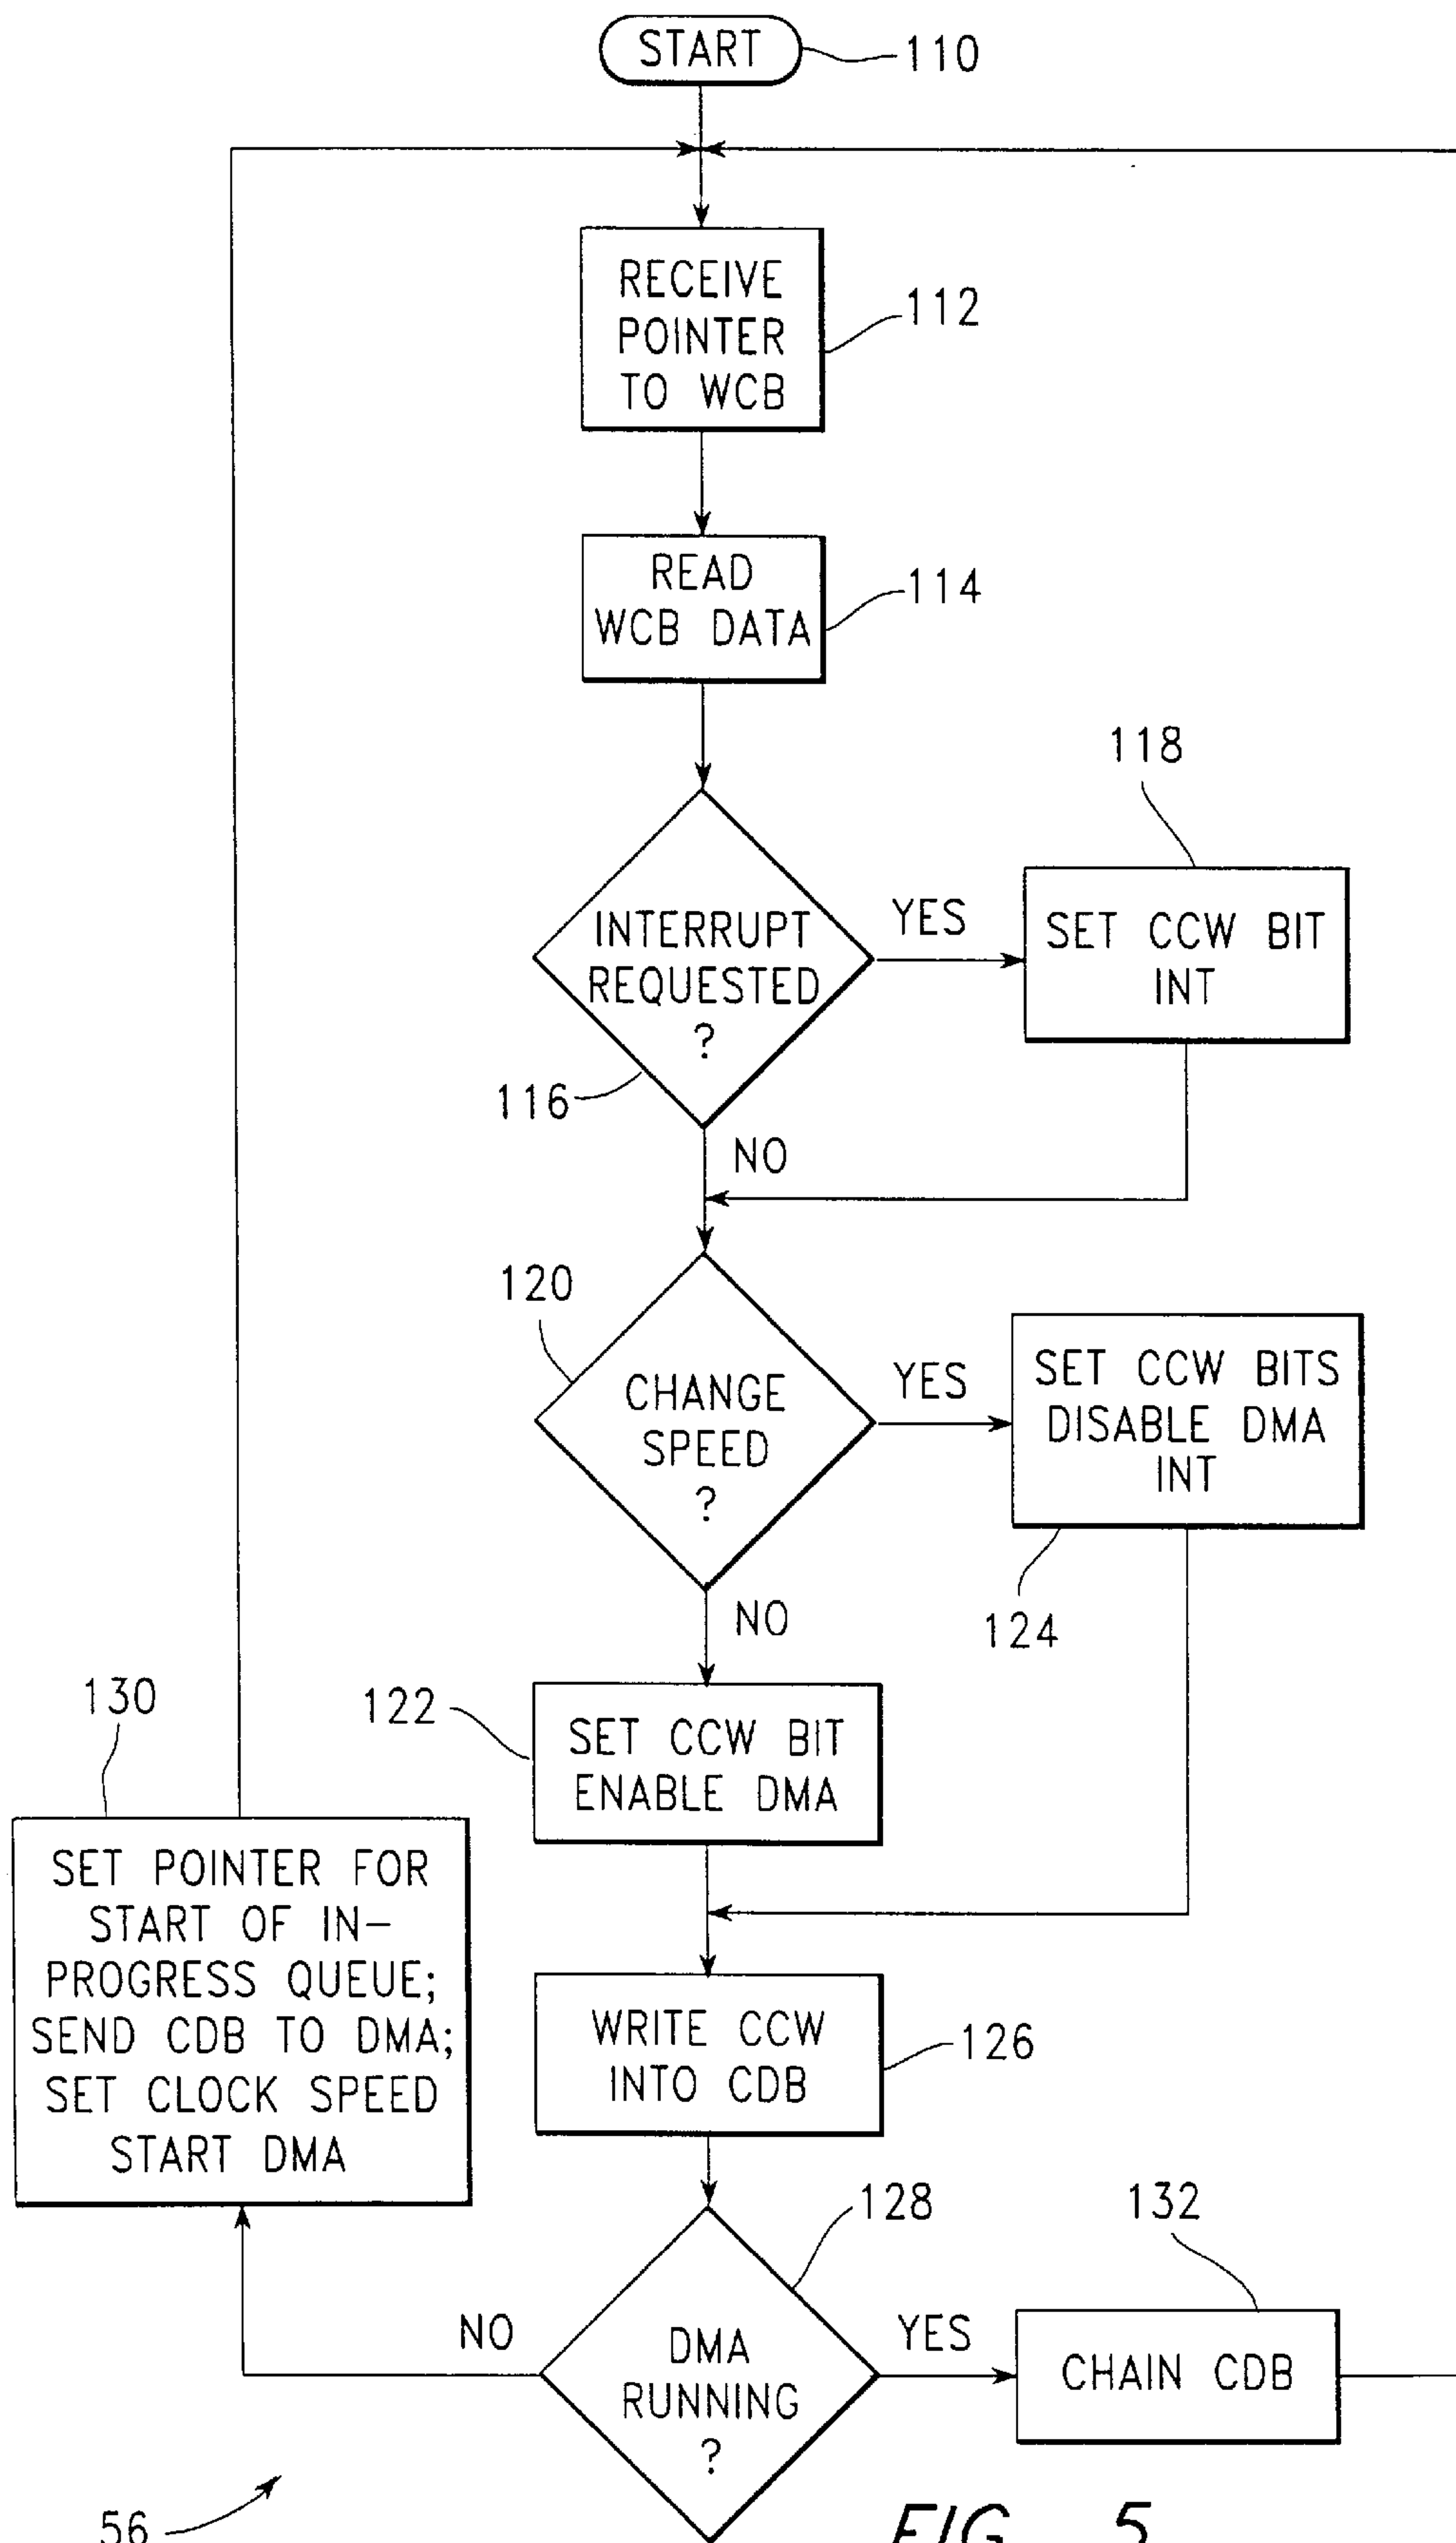 START
110
RECEIVE
POINTER
TO WCB
112
READ
WCB DATA
114
118
INTERRUPT
REQUESTED
?
YES
SET CCW BIT
INT
116
NO
120
CHANGE
SPEED
?
YES
SET CCW BITS
DISABLE DMA
INT
124
NO
130
122
SET CCW BIT
ENABLE DMA
SET POINTER FOR
START OF IN-
PROGRESS QUEUE;
SEND CDB TO DMA;
SET CLOCK SPEED
START DMA
WRITE CCW
INTO CDB
126
128
132
NO
DMA
RUNNING
?
YES
CHAIN CDB
56
FIG. 5